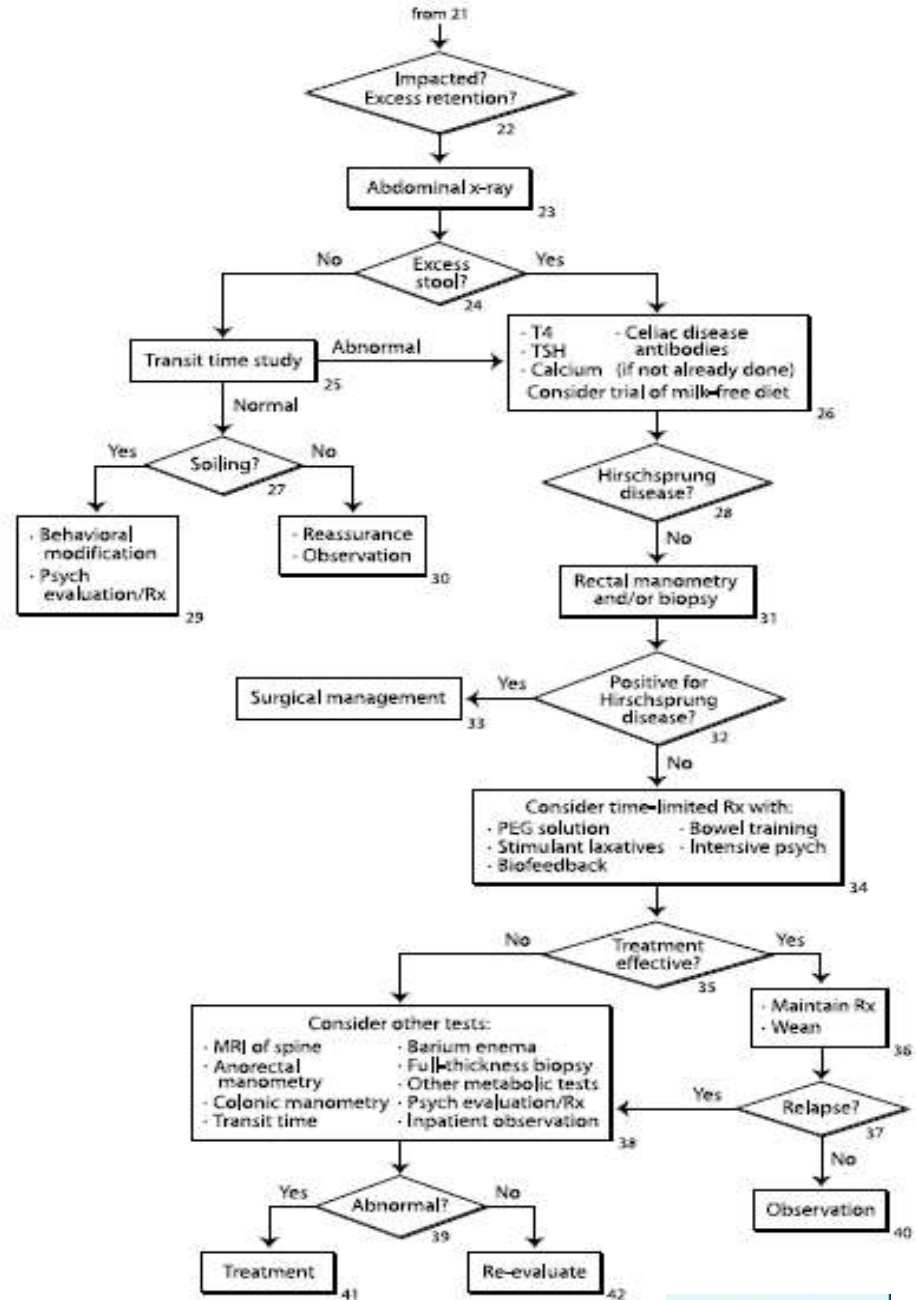 from 21
Impacted?
Excess retention?
22
Abdominal x-ray
23
No
Excess
stool?
Yes
24
Transit time study
25
Abnormal
- T4 - Celiac disease
- TSH antibodies
- Calcium (if not already done)
Consider trial of milk-free diet
26
Normal
Yes
Soiling?
No
27
Hirschsprung
disease?
28
No
· Behavioral
modification
· Psych
evaluation/Rx
29
- Reassurance
- Observation
30
Rectal manometry
and/or biopsy
31
Surgical management
33
Yes
Positive for
Hirschsprung
disease?
32
No
Consider time-limited Rx with:
· PEG solution · Bowel training
· Stimulant laxatives · Intensive psych
· Biofeedback
34
No
Treatment
effective?
Yes
35
· Maintain Rx
· Wean
36
Consider other tests:
· MRI of spine · Barium enema
· Anorectal · Full-thickness biopsy
manometry · Other metabolic tests
· Colonic manometry · Psych evaluation/Rx
· Transit time · Inpatient observation
38
Yes
Relapse?
37
No
Observation
40
Yes
Abnormal?
No
39
Treatment
41
Re-evaluate
42